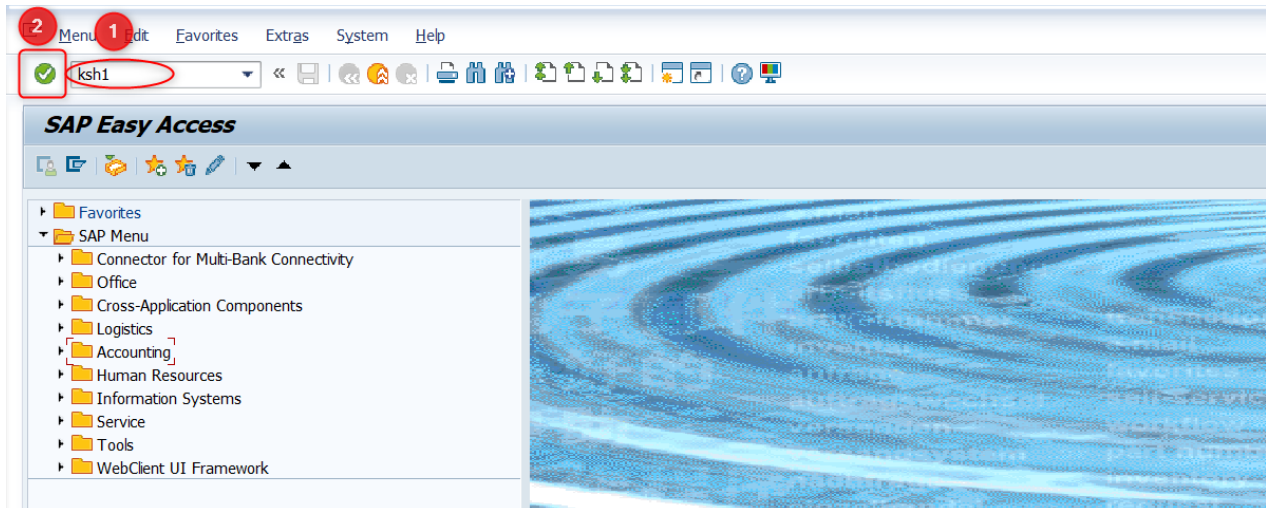 2 1
Menu Edit Favorites Extras System Help
ksh1
SAP Easy Access
Favorites
SAP Menu
Connector for Multi-Bank Connectivity
Office
Cross-Application Components
Logistics
Accounting
Human Resources
Information Systems
Service
Tools
WebClient UI Framework